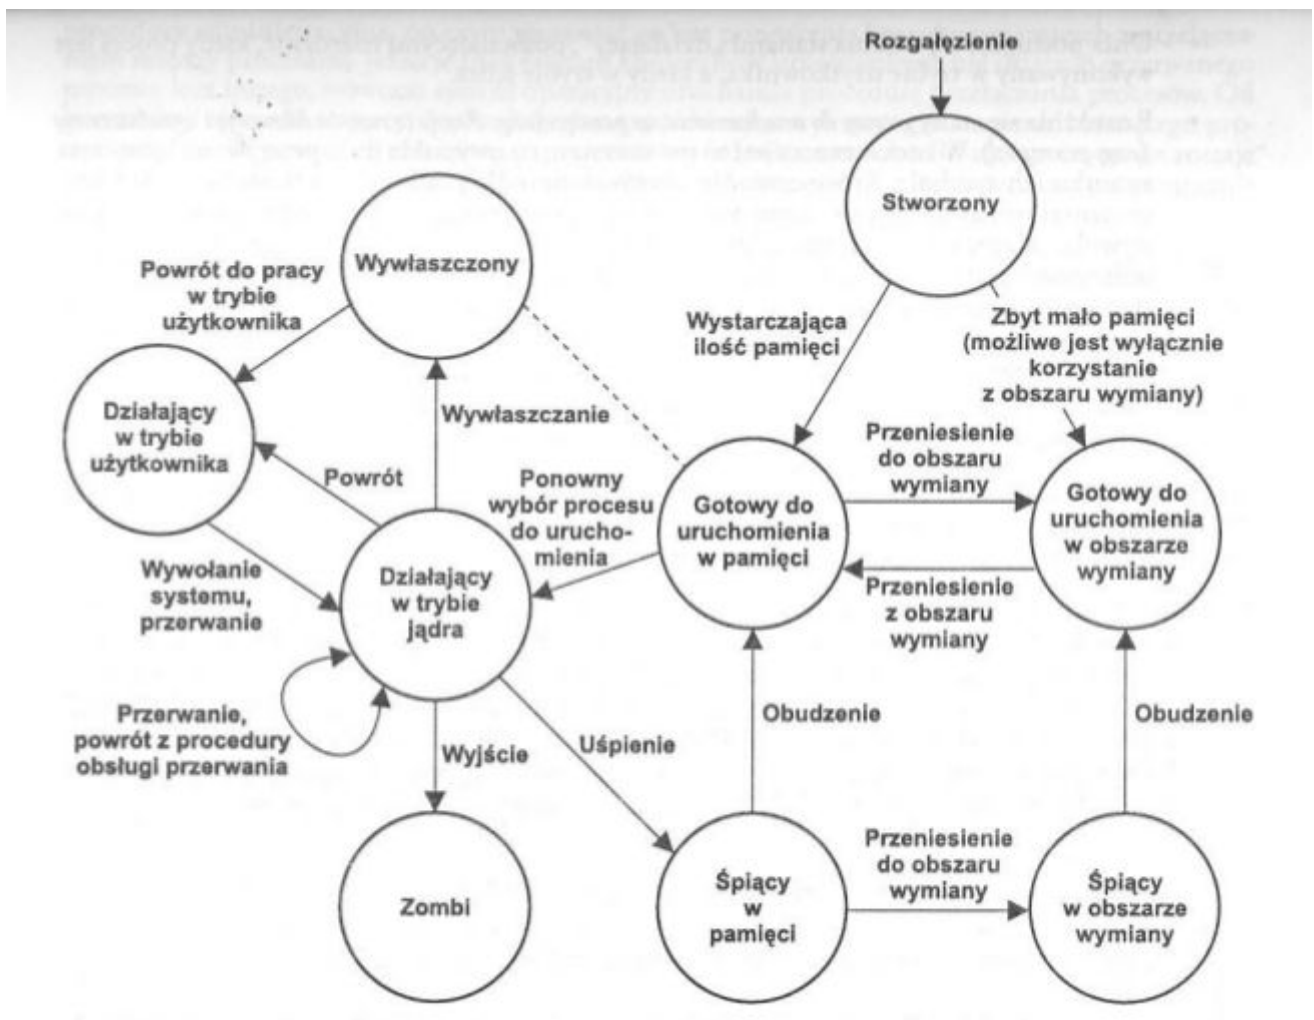 Rozgałęzienie
Stworzony
Wywłaszczony
Powrót do pracy
w trybie
użytkownika
Wystarczająca
ilość pamięci
Zbyt mało pamięci
(możliwe jest wyłącznie
korzystanie
z obszaru wymiany)
Działający
w trybie
użytkownika
Wywłaszczanie
Powrót
Ponowny
wybór procesu
do urucho-
mienia
Przeniesienie
do obszaru
wymiany
Gotowy do
uruchomienia
w pamięci
Gotowy do
uruchomienia
w obszarze
wymiany
Wywołanie
systemu,
przerwanie
Działający
w trybie
jądra
Przeniesienie
z obszaru
wymiany
Przerwanie,
powrót z procedury
obsługi przerwania
Wyjście
Uśpienie
Obudzenie
Obudzenie
Zombi
Śpiący
w
pamięci
Przeniesienie
do obszaru
wymiany
Śpiący
w obszarze
wymiany